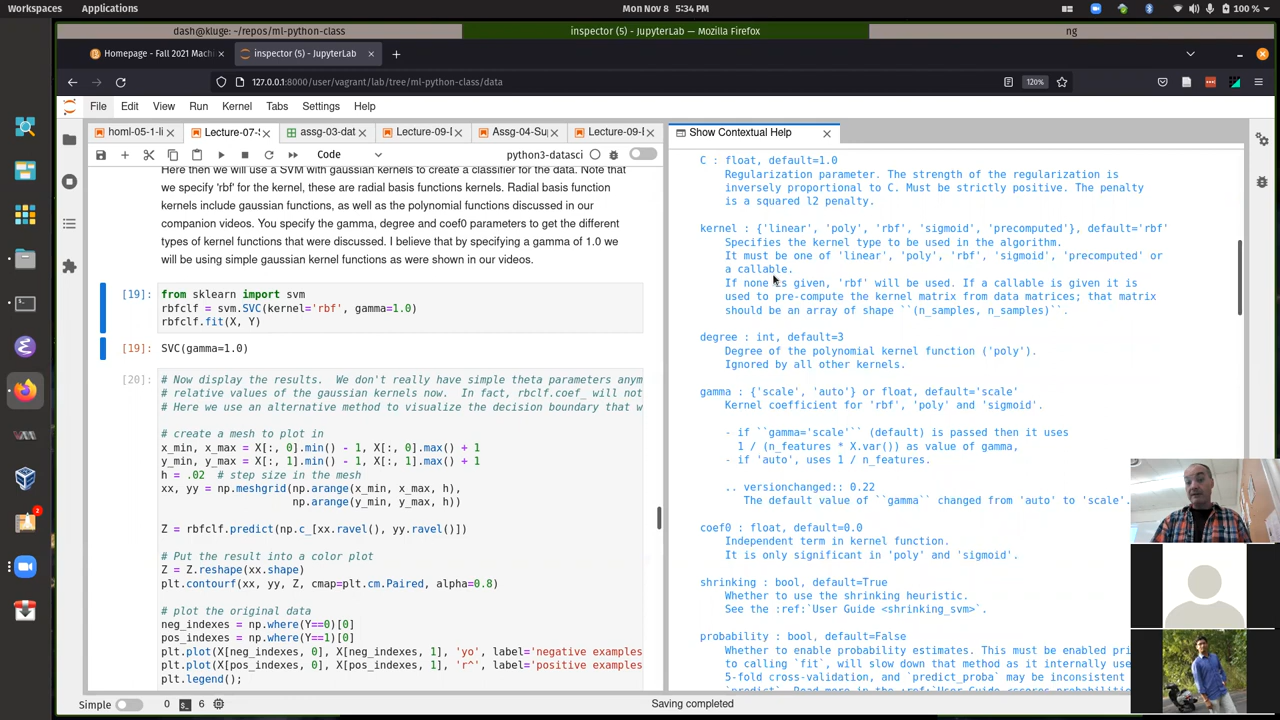 Activities
Applications
Mon Nov 8 5:34 PM
100 %
dash@kluge: ~/repos/ml-python-class
inspector (5) - JupyterLab - Mozilla Firefox
ng
Homepage - Fall 2021 Machi
inspector (5) - JupyterLab
127.0.0.1:8000/user/vagrant/lab/tree/ml-python-class/data
120%
File Edit View Run Kernel Tabs Settings Help
homl-05-1-li
Lecture-07-S
assg-03-dat
Lecture-09-I
Assg-04-Su
Lecture-09-I
Show Contextual Help
Code
python3-datasci
Here then we will use a SVM with gaussian kernels to create a classifier for the data. Note that
we specify 'rbf' for the kernel, these are radial basis functions kernels. Radial basis function
kernels include gaussian functions, as well as the polynomial functions discussed in our
companion videos. You specify the gamma, degree and coef0 parameters to get the different
types of kernel functions that were discussed. I believe that by specifying a gamma of 1.0 we
will be using simple gaussian kernel functions as were shown in our videos.
[19]: from sklearn import svm
rbfclf = svm.SVC(kernel='rbf', gamma=1.0)
rbfclf.fit(X, Y)
[19]: SVC(gamma=1.0)
[20]: # Now display the results. We don't really have simple theta parameters anym
# relative values of the gaussian kernels now. In fact, rbclf.coef_ will not
# Here we use an alternative method to visualize the decision boundary that w
# create a mesh to plot in
x_min, x_max = X[:, 0].min() - 1, X[:, 0].max() + 1
y_min, y_max = X[:, 1].min() - 1, X[:, 1].max() + 1
h = .02 # step size in the mesh
xx, yy = np.meshgrid(np.arange(x_min, x_max, h),
np.arange(y_min, y_max, h))
Z = rbfclf.predict(np.c_[xx.ravel(), yy.ravel()])
# Put the result into a color plot
Z = Z.reshape(xx.shape)
plt.contourf(xx, yy, Z, cmap=plt.cm.Paired, alpha=0.8)
# plot the original data
neg_indexes = np.where(Y==0)[0]
pos_indexes = np.where(Y==1)[0]
plt.plot(X[neg_indexes, 0], X[neg_indexes, 1], 'yo', label='negative examples
plt.plot(X[pos_indexes, 0], X[pos_indexes, 1], 'r^', label='positive examples
plt.legend();
C : float, default=1.0
Regularization parameter. The strength of the regularization is
inversely proportional to C. Must be strictly positive. The penalty
is a squared l2 penalty.
kernel : {'linear', 'poly', 'rbf', 'sigmoid', 'precomputed'}, default='rbf'
Specifies the kernel type to be used in the algorithm.
It must be one of 'linear', 'poly', 'rbf', 'sigmoid', 'precomputed' or
a callable.
If none is given, 'rbf' will be used. If a callable is given it is
used to pre-compute the kernel matrix from data matrices; that matrix
should be an array of shape ``(n_samples, n_samples)``.
degree : int, default=3
Degree of the polynomial kernel function ('poly').
Ignored by all other kernels.
gamma : {'scale', 'auto'} or float, default='scale'
Kernel coefficient for 'rbf', 'poly' and 'sigmoid'.
- if ``gamma='scale'`` (default) is passed then it uses
1 / (n_features * X.var()) as value of gamma,
- if 'auto', uses 1 / n_features.
.. versionchanged:: 0.22
The default value of ``gamma`` changed from 'auto' to 'scale'.
coef0 : float, default=0.0
Independent term in kernel function.
It is only significant in 'poly' and 'sigmoid'.
shrinking : bool, default=True
Whether to use the shrinking heuristic.
See the :ref:`User Guide <shrinking_svm>`.
probability : bool, default=False
Whether to enable probability estimates. This must be enabled pri
to calling `fit`, will slow down that method as it internally use
5-fold cross-validation, and `predict_proba` may be inconsistent
Simple
0
6
Saving completed
2